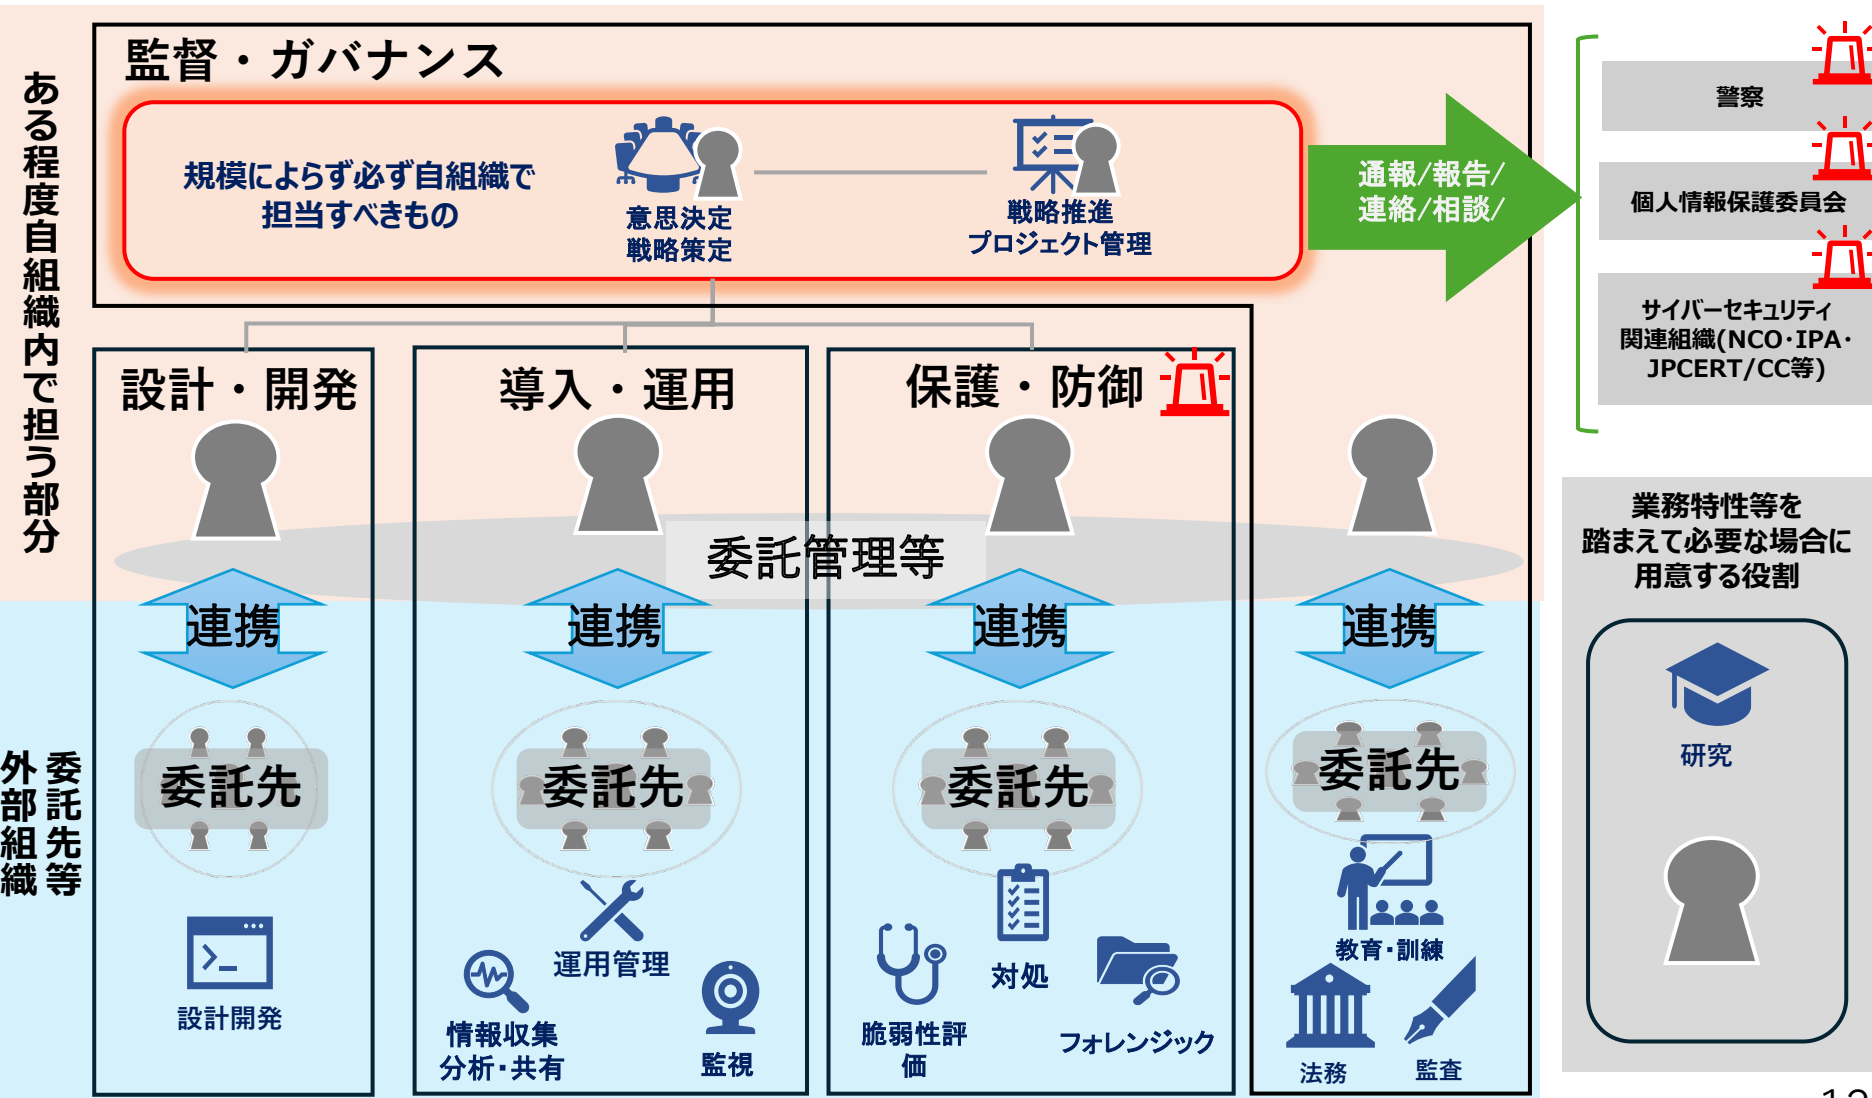 ある程度自組織内で担う部分
監督・ガバナンス
規模によらず必ず自組織で
担当すべきもの
意思決定
戦略策定
戦略推進
プロジェクト管理
通報/報告/
連絡/相談/
警察
個人情報保護委員会
サイバーセキュリティ
関連組織(NCO・IPA・
JPCERT/CC等)
設計・開発
導入・運用
保護・防御
委託管理等
連携
連携
連携
連携
委託先等
外部組織
委託先
委託先
委託先
委託先
設計開発
運用管理
情報収集
分析・共有
監視
対処
脆弱性評
価
フォレンジック
教育・訓練
法務
監査
業務特性等を
踏まえて必要な場合に
用意する役割
研究